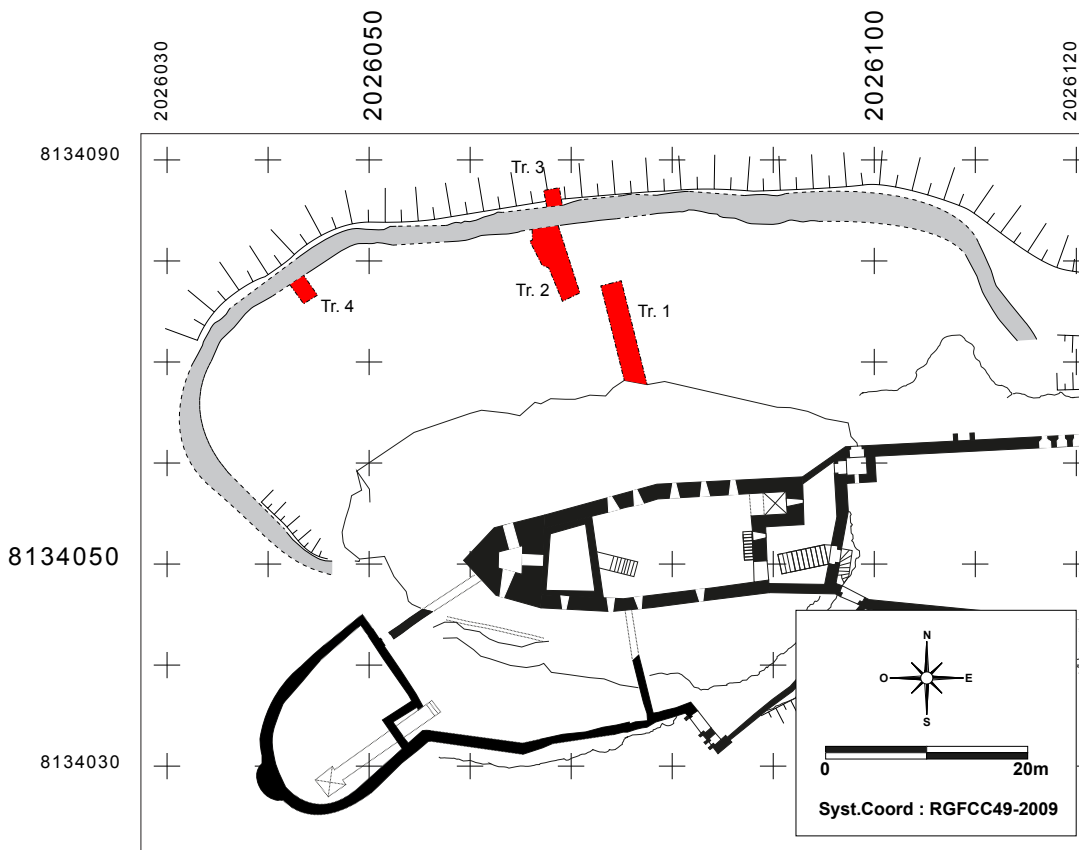 2026030
2026050
2026100
2026120
8134090
Tr. 3
Tr. 2
Tr. 1
Tr. 4
8134050
8134030
N
O
E
S
0
20m
Syst.Coord : RGFCC49-2009